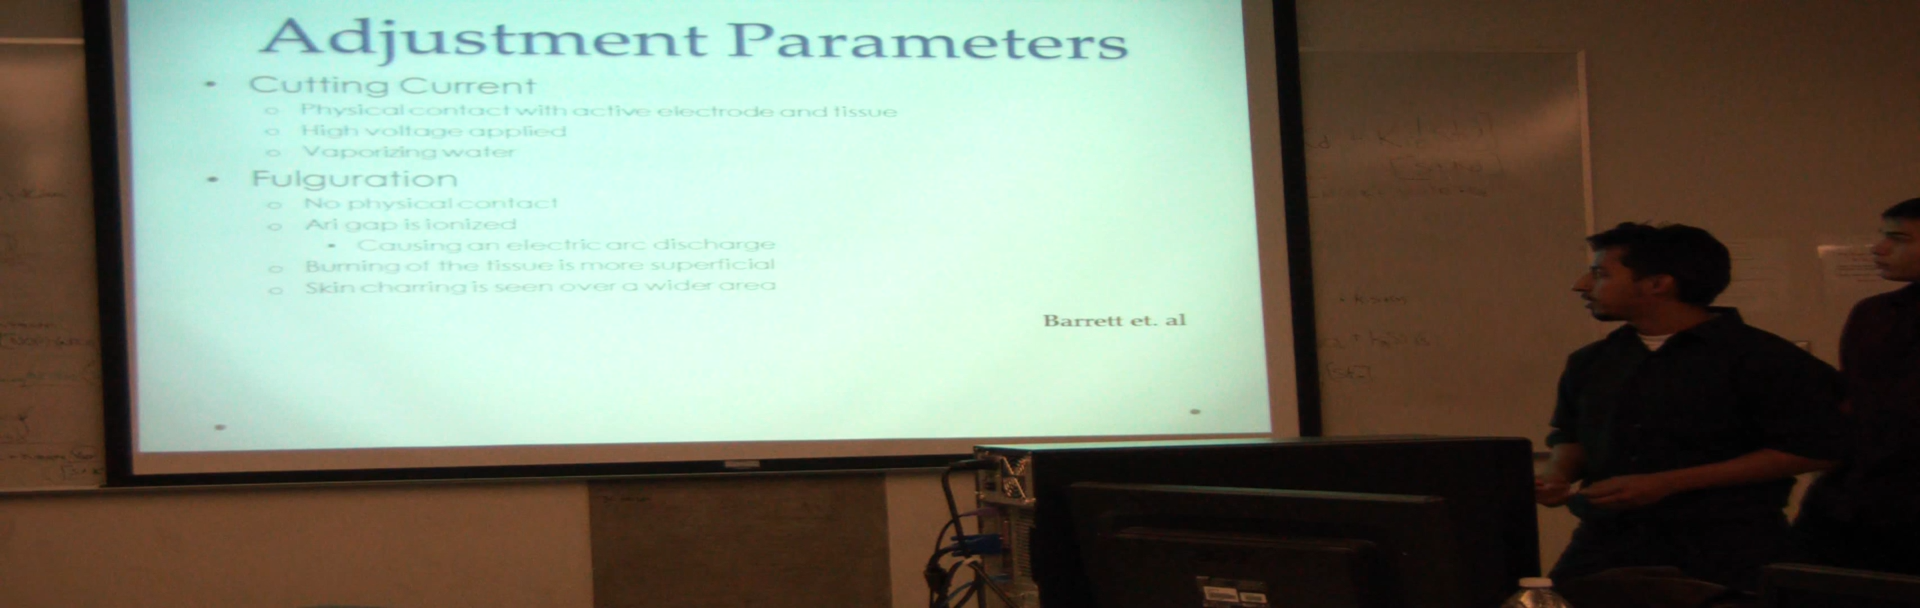 Adjustment Parameters
• Cutting Current
o Physical contact with active electrode and tissue
o High voltage applied
o Vaporizing water
• Fulguration
o No physical contact
o Ari gap is ionized
• Causing an electric arc discharge
o Burning of the tissue is more superficial
o Skin charring is seen over a wider area
Barrett et. al